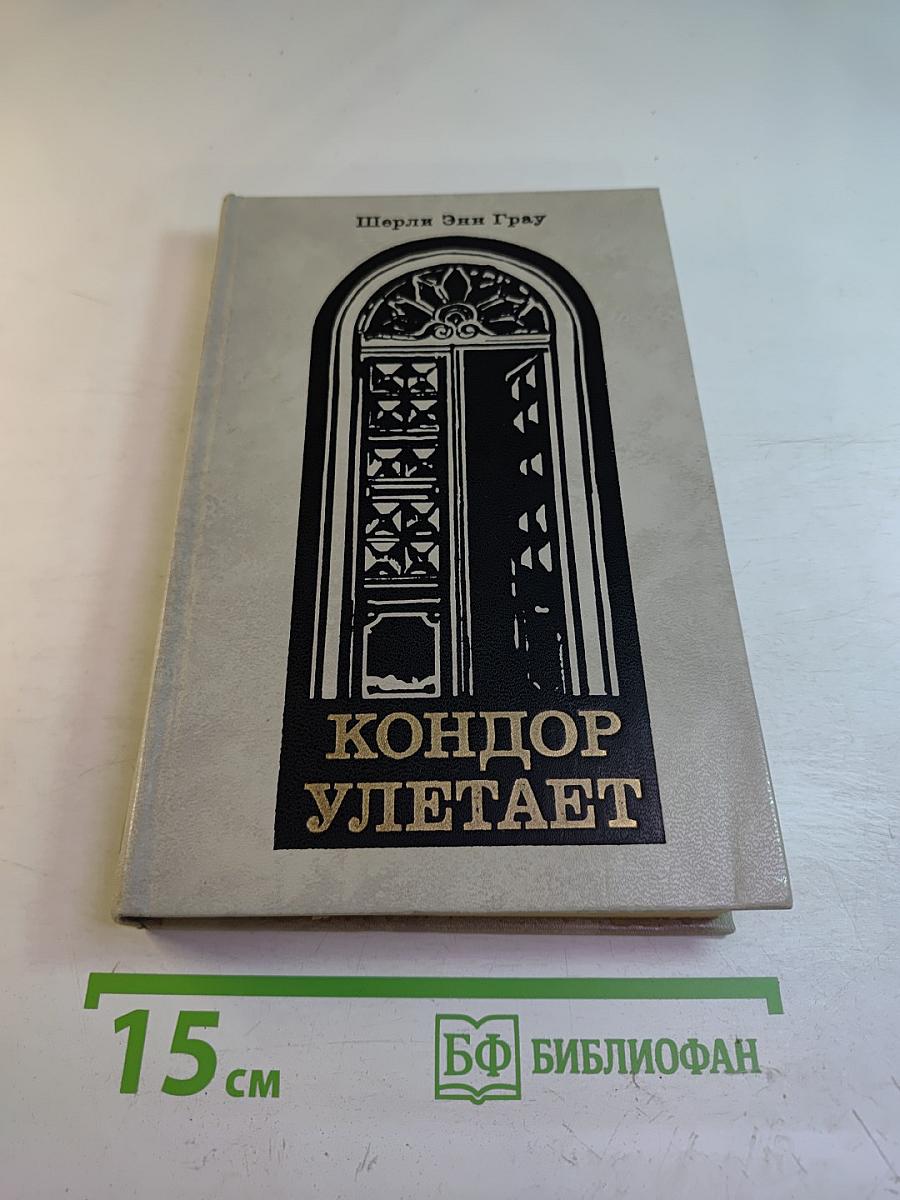 Шерли Энн Грау
КОНДОР
УЛЕТАЕТ
15 см
БФ БИБЛИОФАН